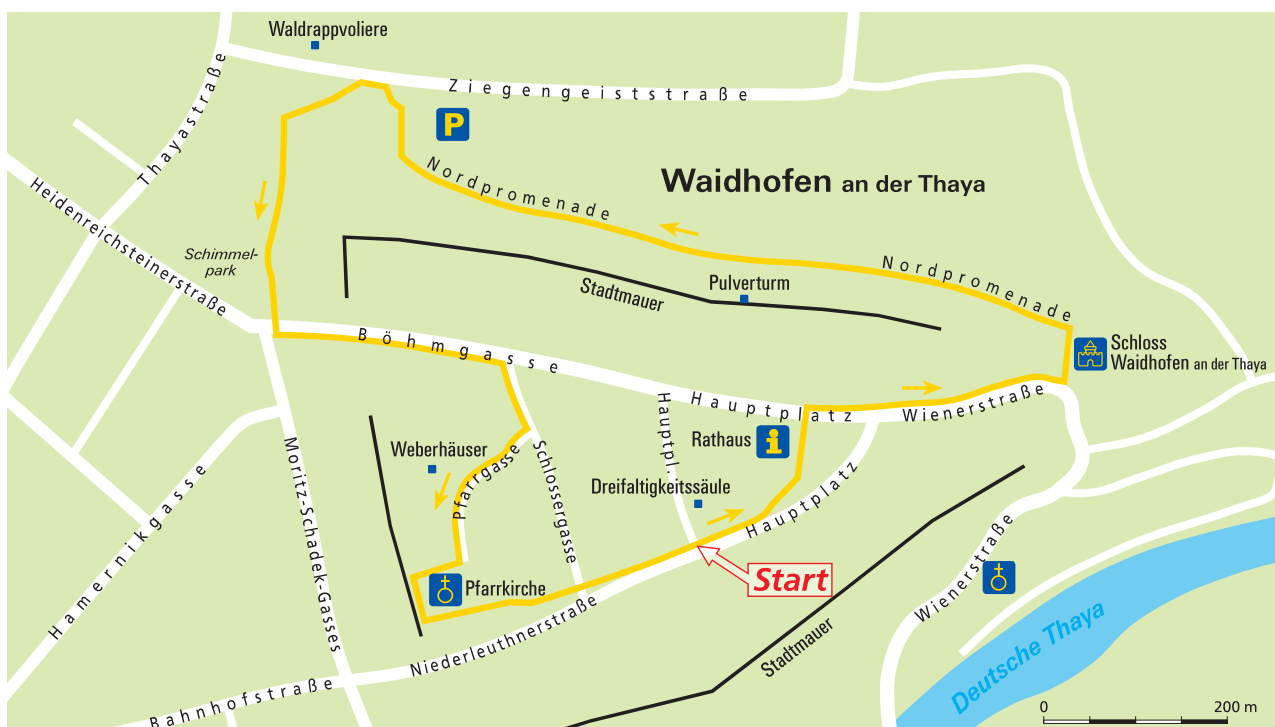 Waldrappvoliere
Ziegengeiststraße
Thayastraße
P
Nordpromenade
Waidhofen an der Thaya
Heidenreichsteinerstraße
Schimmel-
park
Nordpromenade
Pulverturm
Stadtmauer
Böhmgasse
Schloss
Waidhofen an der Thaya
Hauptplatz
Wienerstraße
Hauptpl.
Rathaus
i
Weberhäuser
Pfarrgasse
Schlossergasse
Dreifaltigkeitssäule
Hauptplatz
Moritz-Schadek-Gasses
Hamernikgasse
Start
Pfarrkirche
Wienerstraße
Niederleuthnerstraße
Stadtmauer
Deutsche Thaya
Bahnhofstraße
0 200 m